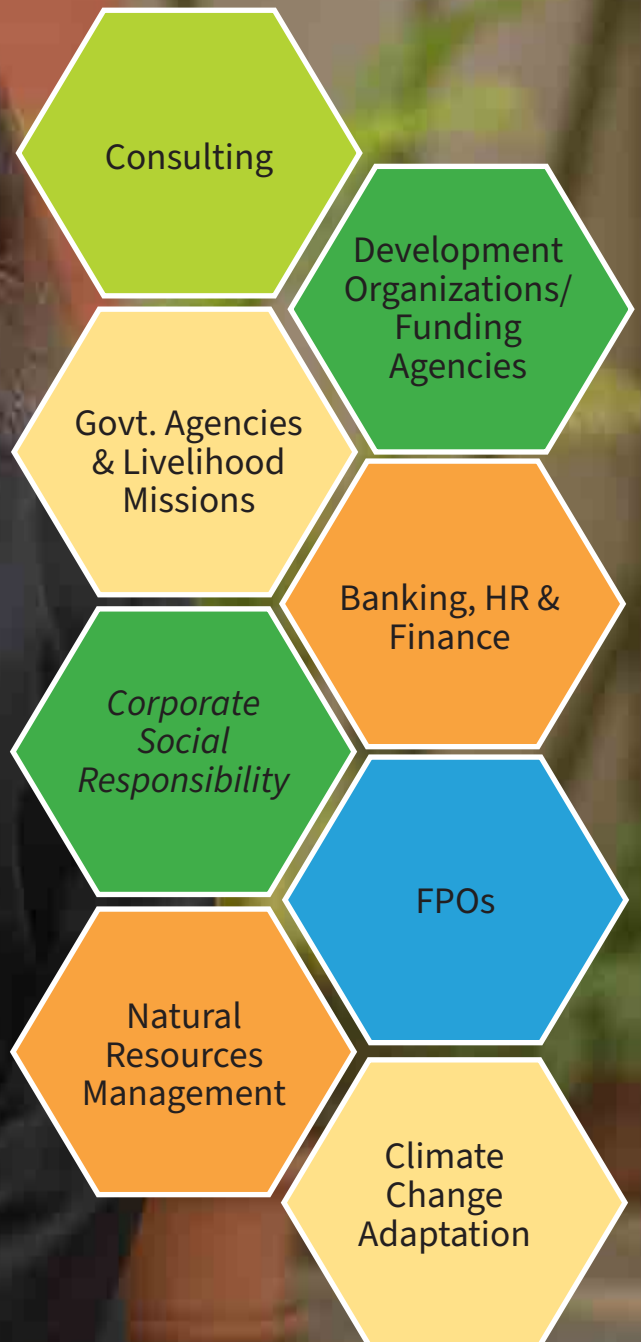 Consulting
Development
Organizations/
Funding
Agencies
Govt. Agencies
& Livelihood
Missions
Banking, HR &
Finance
Corporate
Social
Responsibility
FPOs
Natural
Resources
Management
Climate
Change
Adaptation